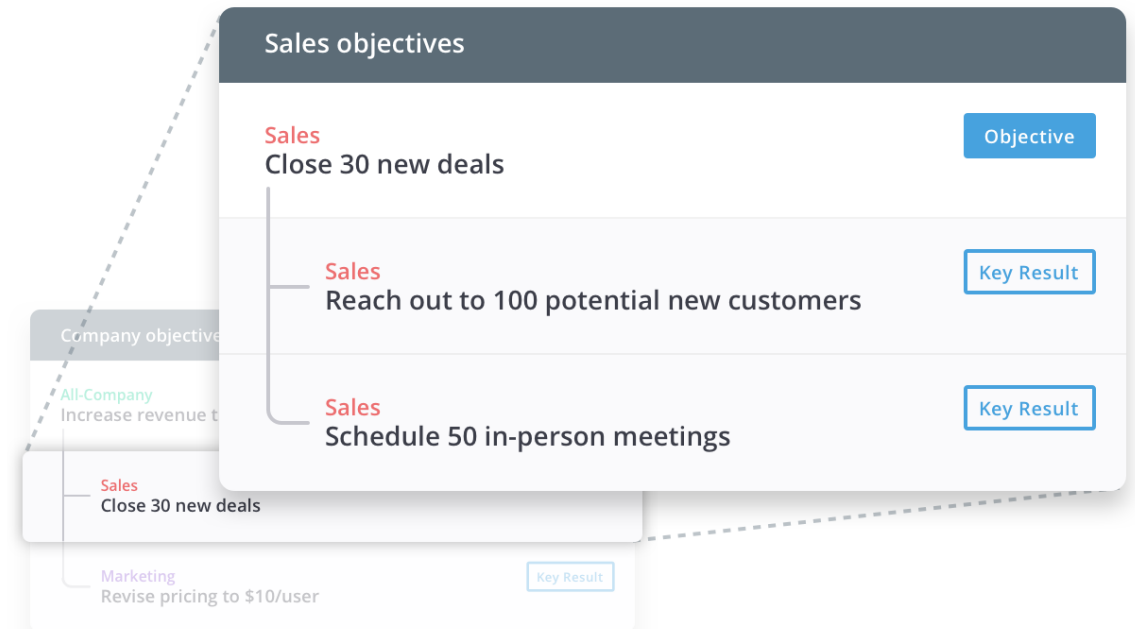 Sales objectives
Sales
Objective
Close 30 new deals
Sales
Key Result
Reach out to 100 potential new customers
Sales
Key Result
Schedule 50 in-person meetings
Company
All-Company
Increase revenue
Sales
Close 30 new deals
Marketing
Key Result
Revise pricing to $10/user